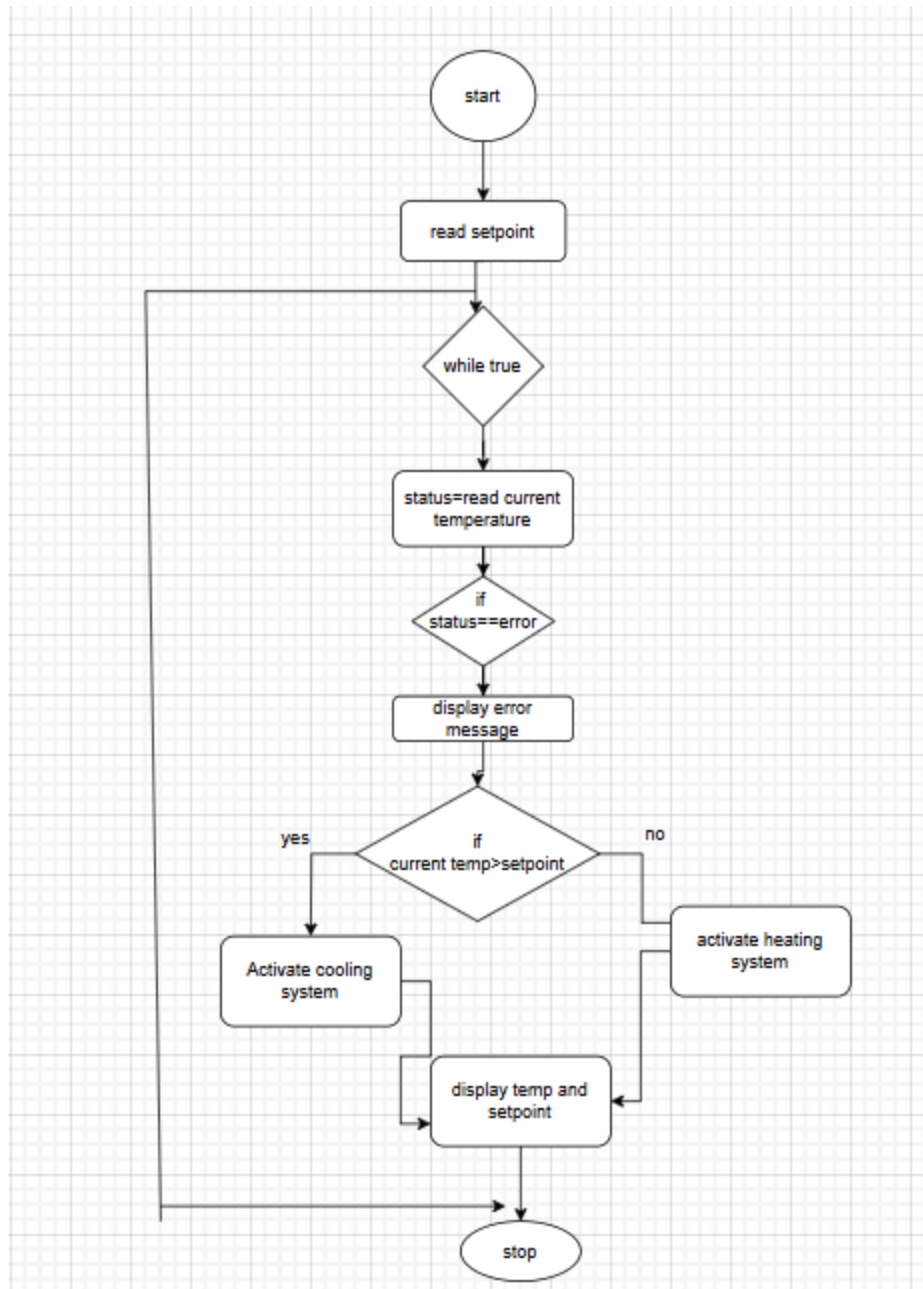 start
read setpoint
while true
status=read current
temperature
if
status==error
display error
message
yes
no
if
current temp>setpoint
Activate cooling
system
activate heating
system
display temp and
setpoint
stop